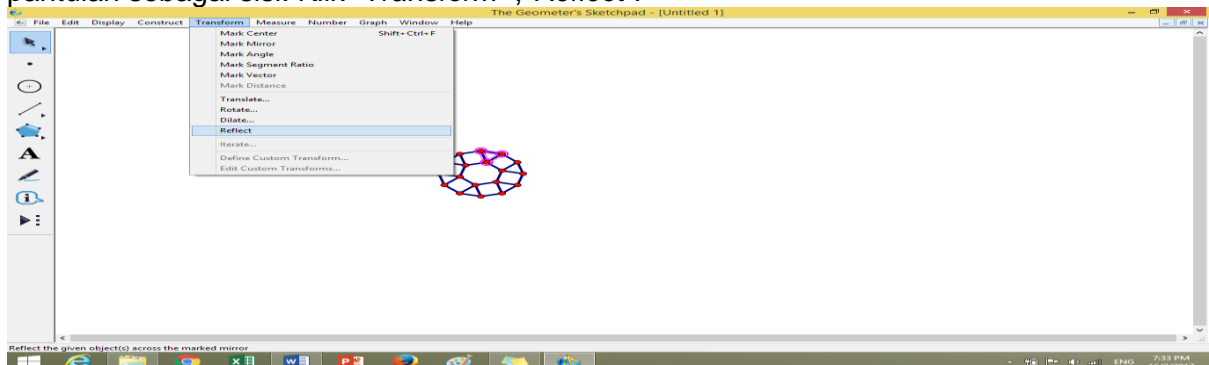 The Geometer's Sketchpad - [Untitled 1]
File Edit Display Construct Transform Measure Number Graph Window Help
Mark Center Shift+Ctrl+F
Mark Mirror
Mark Angle
Mark Segment Ratio
Mark Vector
Mark Distance
Translate...
Rotate...
Dilate...
Reflect
Iterate...
Define Custom Transform...
Edit Custom Transforms...
A
Reflect the given object(s) across the marked mirror
ENG 7:33 PM